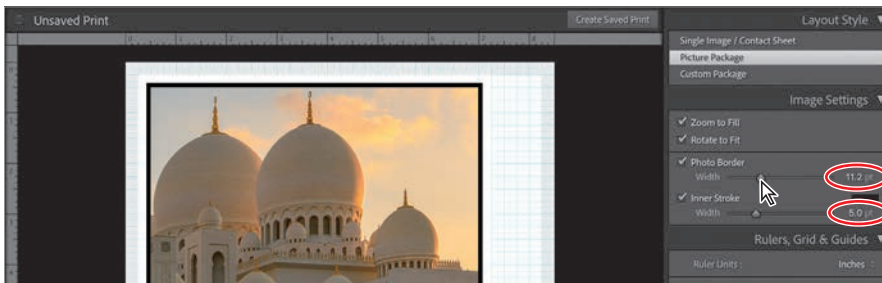 Unsaved Print
Create Saved Print
Layout Style
Single Image / Contact Sheet
Picture Package
Custom Package
Image Settings
Zoom to Fill
Rotate to Fit
Photo Border
Width 11.2 pt
Inner Stroke
Width 5.0 pt
Rulers, Grid & Guides
Ruler Units : Inches